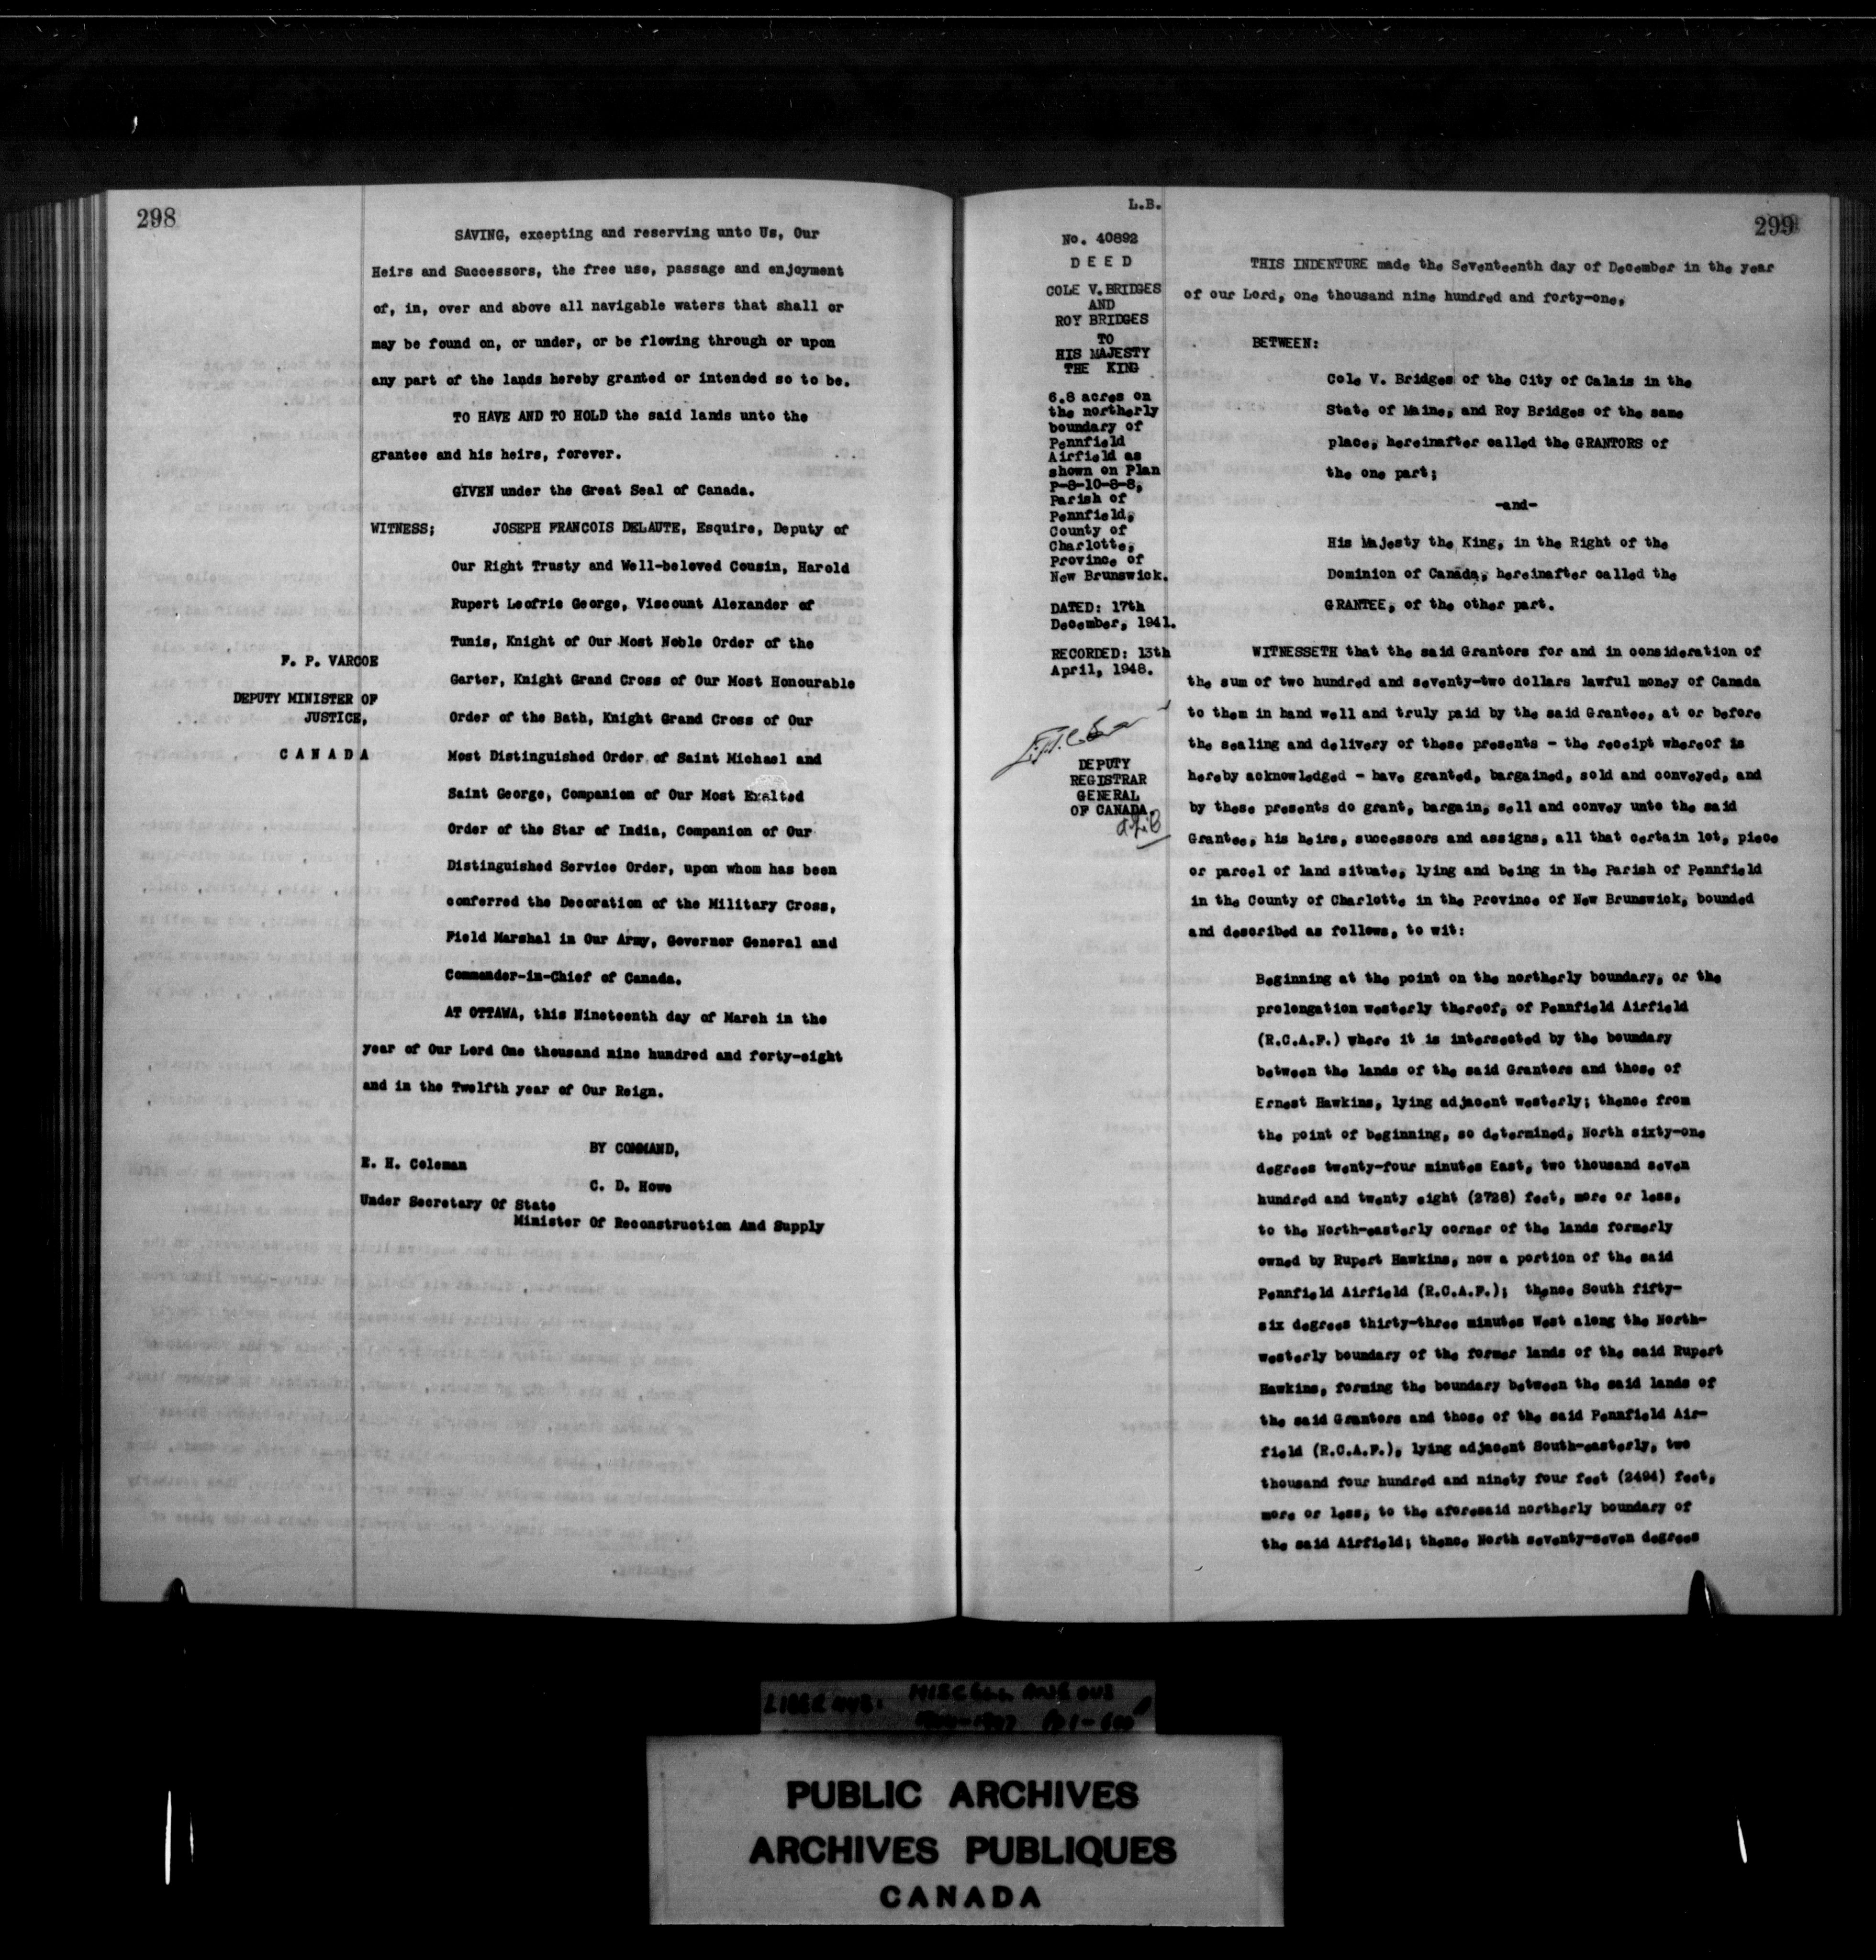 298
SAVING, excepting and reserving unto Us, Our
Heirs and Successors, the free use, passage and enjoyment
of, in, over and above all navigable waters that shall or
may be found on, or under, or be flowing through or upon
any part of the lands hereby granted or intended so to be.
TO HAVE AND TO HOLD the said lands unto the
grantee and his heirs, forever.
GIVEN under the Great Seal of Canada.
WITNESS; JOSEPH FRANCOIS DELAUTE, Esquire, Deputy of
Our Right Trusty and Well-beloved Cousin, Harold
Rupert Leofric George, Viscount Alexander of
Tunis, Knight of Our Most Noble Order of the
Garter, Knight Grand Cross of Our Most Honourable
Order of the Bath, Knight Grand Cross of Our
Most Distinguished Order of Saint Michael and
Saint George, Companion of Our Most Exalted
Order of the Star of India, Companion of Our
Distinguished Service Order, upon whom has been
conferred the Decoration of the Military Cross,
Field Marshal in Our Army, Governor General and
Commander-in-Chief of Canada.
F. P. VARCOE
DEPUTY MINISTER OF
JUSTICE,
C A N A D A
AT OTTAWA, this Nineteenth day of March in the
year of Our Lord One thousand nine hundred and forty-eight
and in the Twelfth year of Our Reign.
BY COMMAND,
E. H. Coleman
C. D. Howe
Under Secretary Of State
Minister Of Reconstruction And Supply
L.B.
299
No. 40892
D E E D
COLE V. BRIDGES
AND
ROY BRIDGES
TO
HIS MAJESTY
THE KING
6.8 acres on
the northerly
boundary of
Pennfield
Airfield as
shown on Plan
P-8-10-8-8,
Parish of
Pennfield,
County of
Charlotte,
Province of
New Brunswick.
DATED: 17th
December, 1941.
RECORDED: 13th
April, 1948.
DEPUTY
REGISTRAR
GENERAL
OF CANADA
THIS INDENTURE made the Seventeenth day of December in the year
of our Lord, one thousand nine hundred and forty-one,
BETWEEN:
Cole V. Bridges of the City of Calais in the
State of Maine, and Roy Bridges of the same
place, hereinafter called the GRANTORS of
the one part;
-and-
His Majesty the King, in the Right of the
Dominion of Canada, hereinafter called the
GRANTEE, of the other part.
WITNESSETH that the said Grantors for and in consideration of
the sum of two hundred and seventy-two dollars lawful money of Canada
to them in hand well and truly paid by the said Grantee, at or before
the sealing and delivery of these presents - the receipt whereof is
hereby acknowledged - have granted, bargained, sold and conveyed, and
by these presents do grant, bargain, sell and convey unto the said
Grantee, his heirs, successors and assigns, all that certain lot, piece
or parcel of land situate, lying and being in the Parish of Pennfield
in the County of Charlotte in the Province of New Brunswick, bounded
and described as follows, to wit:
Beginning at the point on the northerly boundary, or the
prolongation westerly thereof, of Pennfield Airfield
(R.C.A.F.) where it is intersected by the boundary
between the lands of the said Grantors and those of
Ernest Hawkins, lying adjacent westerly; thence from
the point of beginning, so determined, North sixty-one
degrees twenty-four minutes East, two thousand seven
hundred and twenty eight (2728) feet, more or less,
to the North-easterly corner of the lands formerly
owned by Rupert Hawkins, now a portion of the said
Pennfield Airfield (R.C.A.F.); thence South fifty-
six degrees thirty-three minutes West along the North-
westerly boundary of the former lands of the said Rupert
Hawkins, forming the boundary between the said lands of
the said Grantors and those of the said Pennfield Air-
field (R.C.A.F.), lying adjacent South-easterly, two
thousand four hundred and ninety four feet (2494) feet,
more or less, to the aforesaid northerly boundary of
the said Airfield; thence North seventy-seven degrees
PUBLIC ARCHIVES
ARCHIVES PUBLIQUES
CANADA